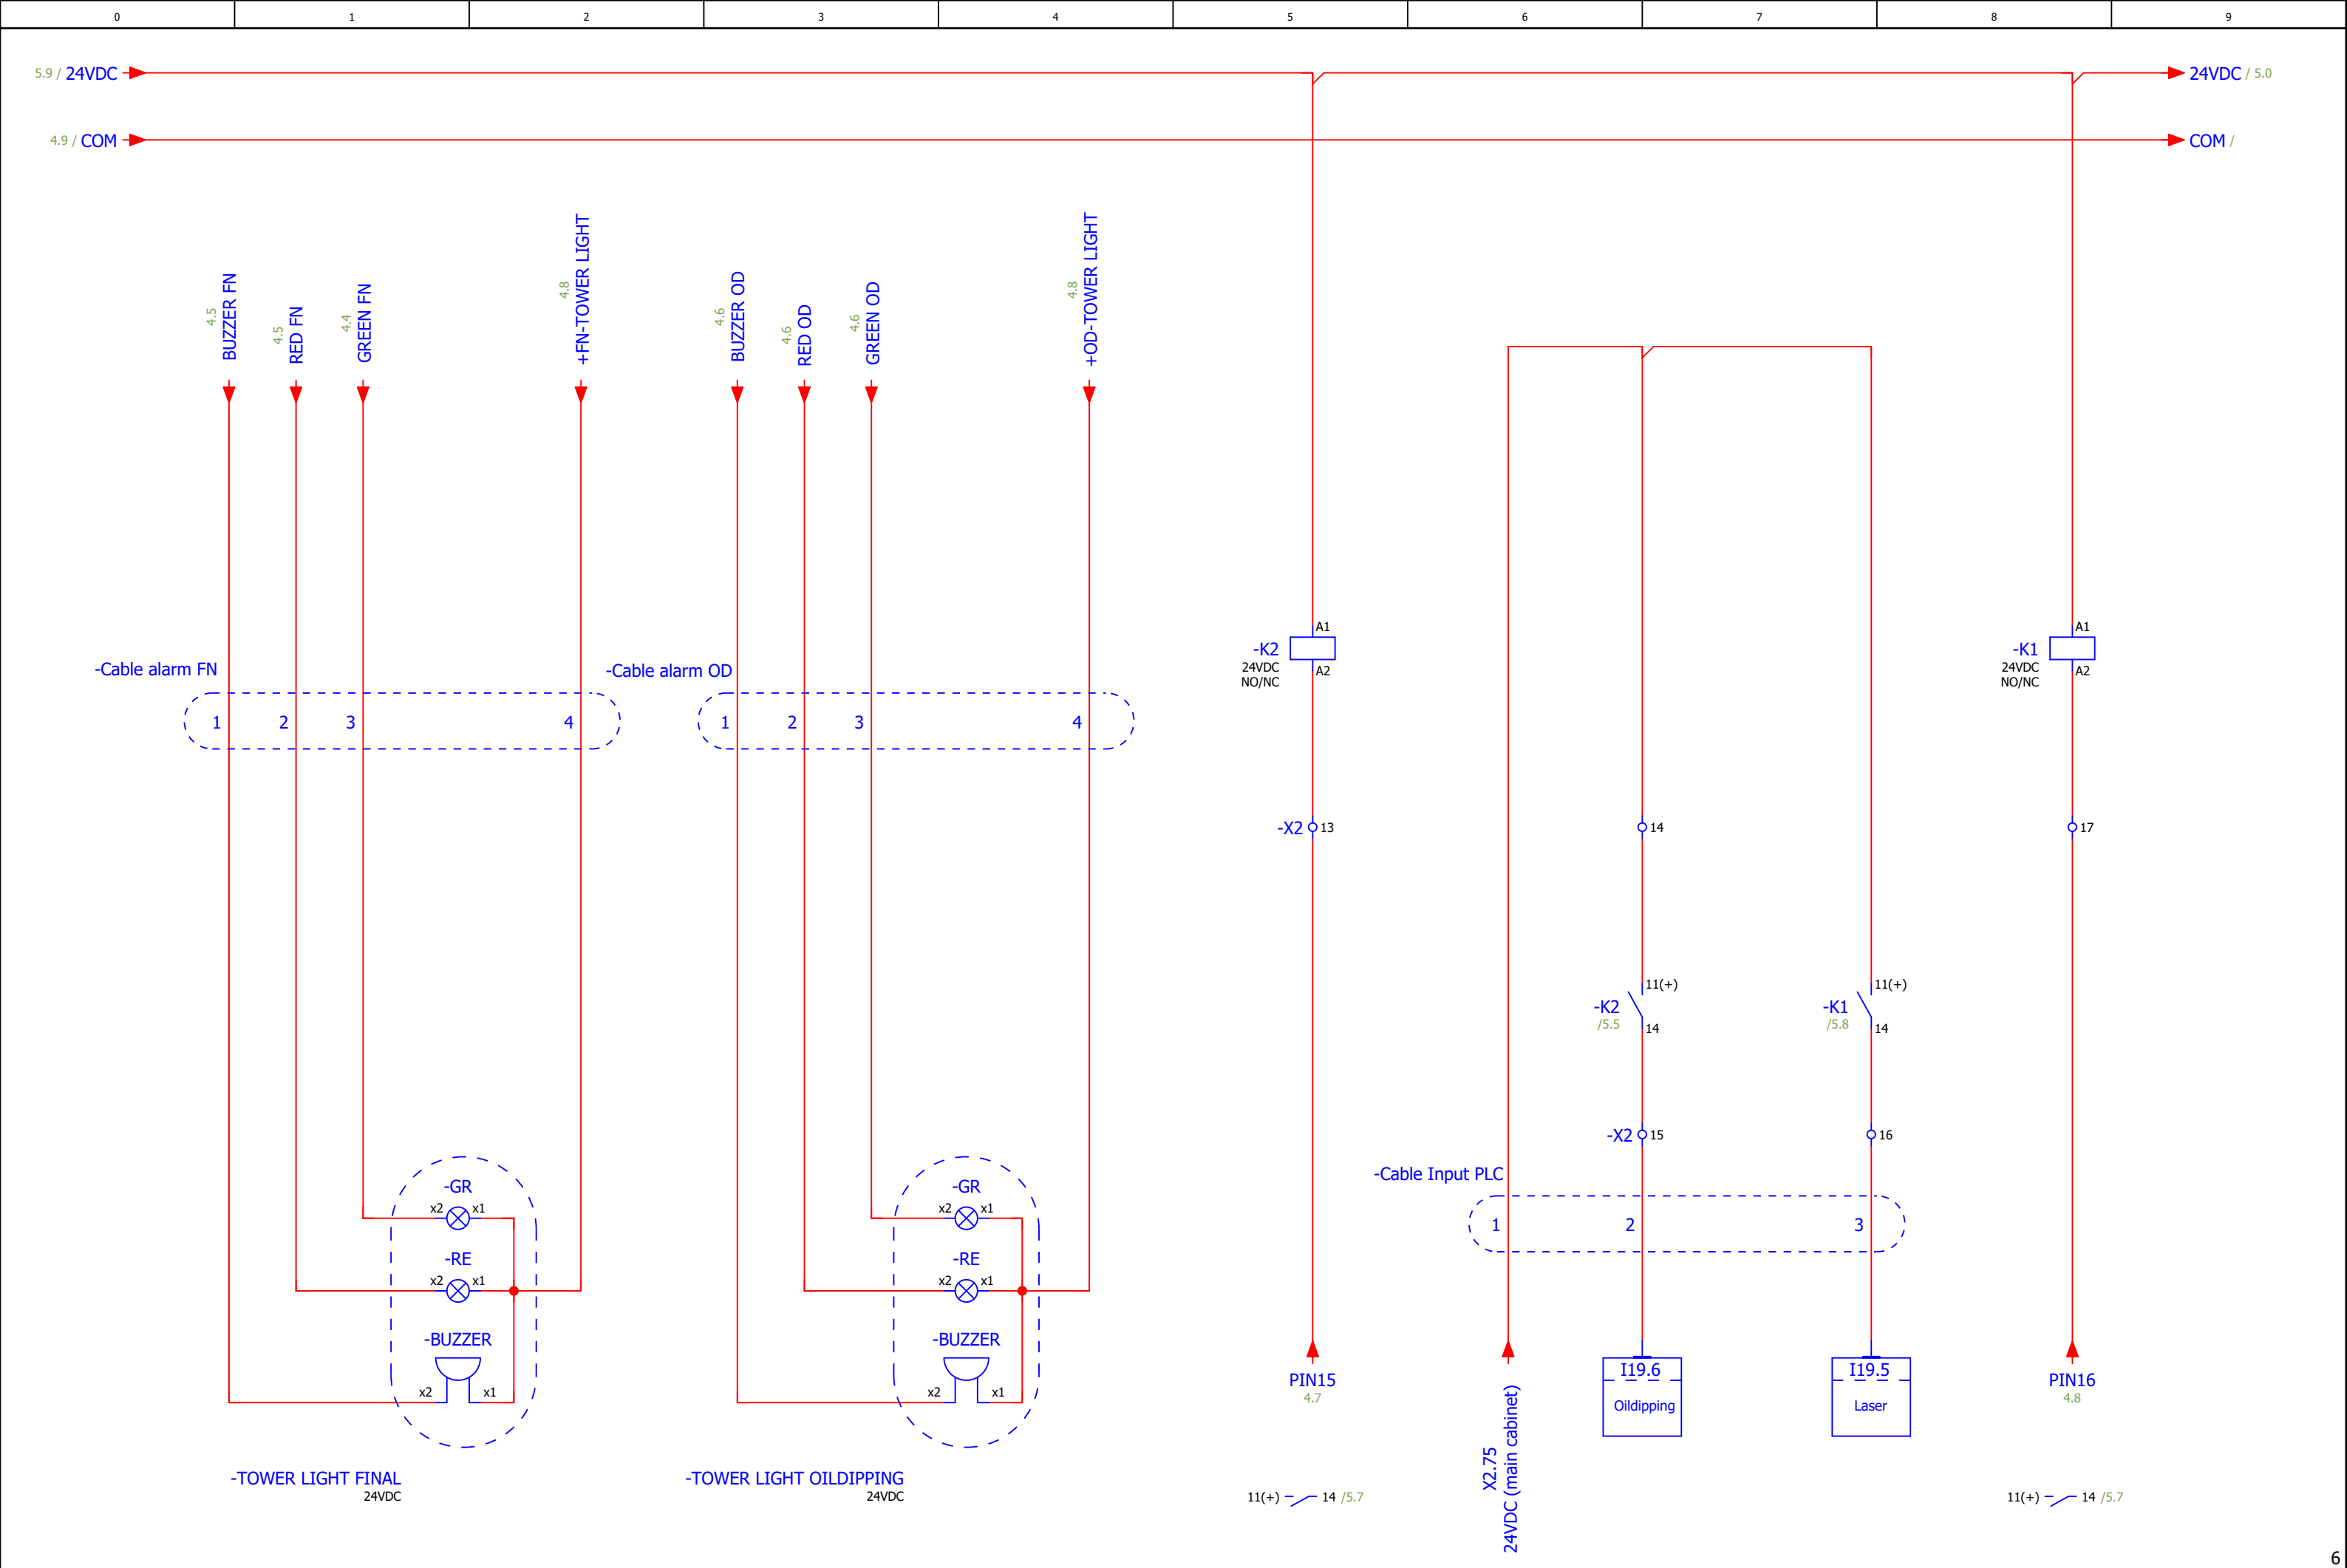 0 1 2 3 4 5 6 7 8 9
5.9 / 24VDC
24VDC / 5.0
4.9 / COM
COM /
4.5
BUZZER FN
4.5
RED FN
4.4
GREEN FN
4.8
+FN-TOWER LIGHT
4.6
BUZZER OD
4.6
RED OD
4.6
GREEN OD
4.8
+OD-TOWER LIGHT
-Cable alarm FN
1 2 3 4
-Cable alarm OD
1 2 3 4
A1
-K2
24VDC
NO/NC
A2
A1
-K1
24VDC
NO/NC
A2
-X2 13
14
17
11(+)
-K2
/5.5
14
11(+)
-K1
/5.8
14
-X2 15
16
-Cable Input PLC
1 2 3
-GR
x2 x1
-RE
x2 x1
-BUZZER
x2 x1
-TOWER LIGHT FINAL
24VDC
-GR
x2 x1
-RE
x2 x1
-BUZZER
x2 x1
-TOWER LIGHT OILDIPPING
24VDC
PIN15
4.7
X2.75
24VDC (main cabinet)
I19.6
Oildipping
I19.5
Laser
PIN16
4.8
11(+) 14 /5.7
11(+) 14 /5.7
6